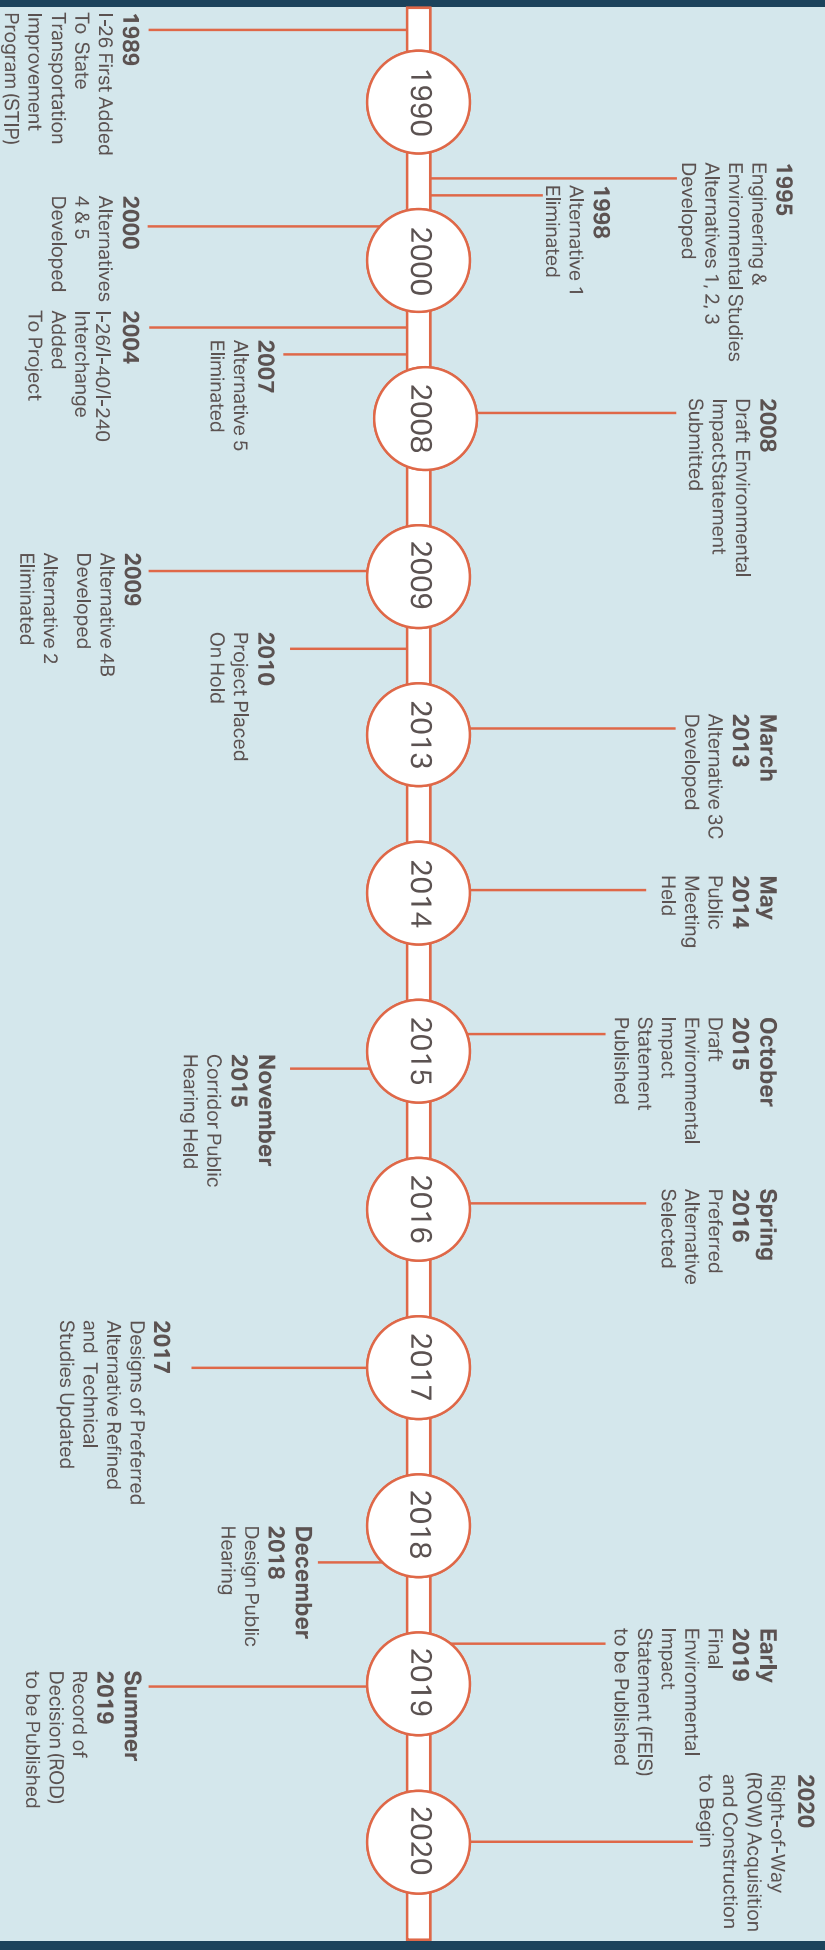 1995
Engineering &
Environmental Studies
Alternatives 1, 2, 3
Developed
1998
Alternative 1
Eliminated
2008
Draft Environmental
ImpactStatement
Submitted
March
2013
Alternative 3C
Developed
May
2014
Public
Meeting
Held
October
2015
Draft
Environmental
Impact
Statement
Published
Spring
2016
Preferred
Alternative
Selected
Early
2019
Final
Environmental
Impact
Statement (FEIS)
to be Published
2020
Right-of-Way
(ROW) Acquisition
and Construction
to Begin
1990
2000
2008
2009
2013
2014
2015
2016
2017
2018
2019
2020
1989
I-26 First Added
To State
Transportation
Improvement
Program (STIP)
2000
Alternatives
4 & 5
Developed
2004
I-26/I-40/I-240
Interchange
Added
To Project
2007
Alternative 5
Eliminated
2009
Alternative 4B
Developed
Alternative 2
Eliminated
2010
Project Placed
On Hold
November
2015
Corridor Public
Hearing Held
2017
Designs of Preferred
Alternative Refined
and Technical
Studies Updated
December
2018
Design Public
Hearing
Summer
2019
Record of
Decision (ROD)
to be Published